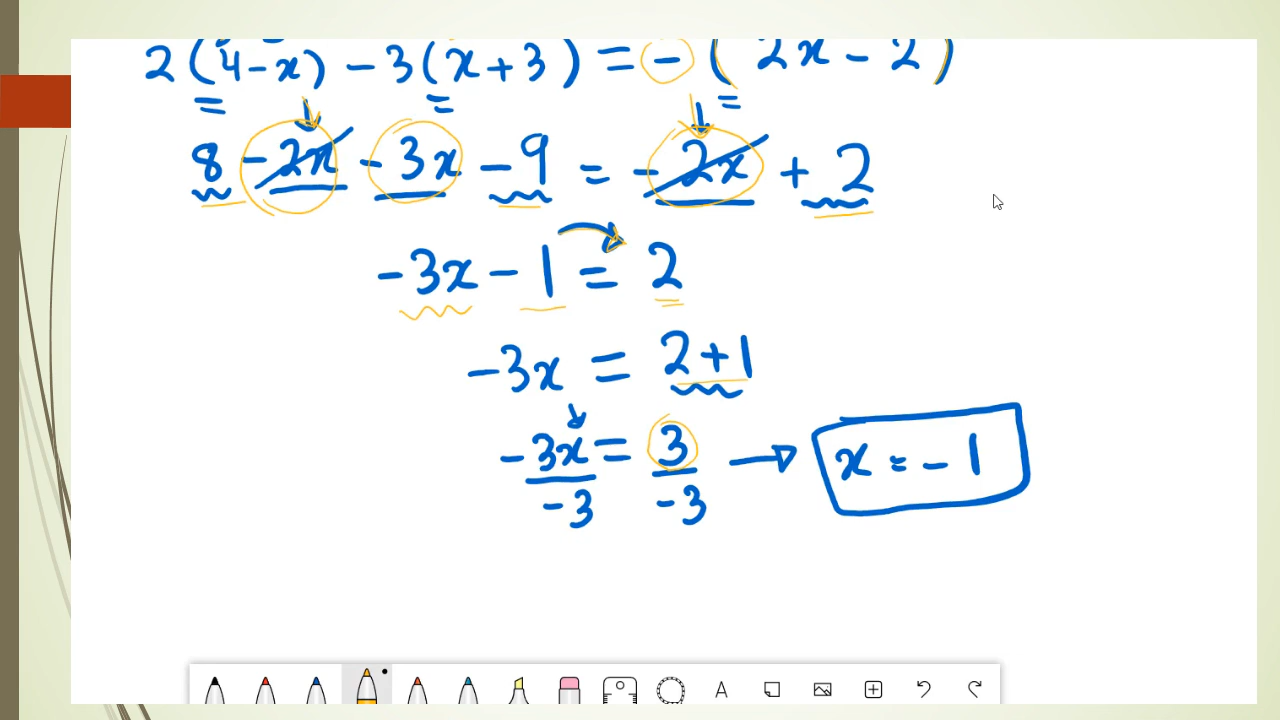 2(4-x) - 3(x+3) = -(2x-2)
8 - 2x - 3x - 9 = -2x + 2
-3x - 1 = 2
-3x = 2+1
-3x/-3 = 3/-3 → x = -1
A